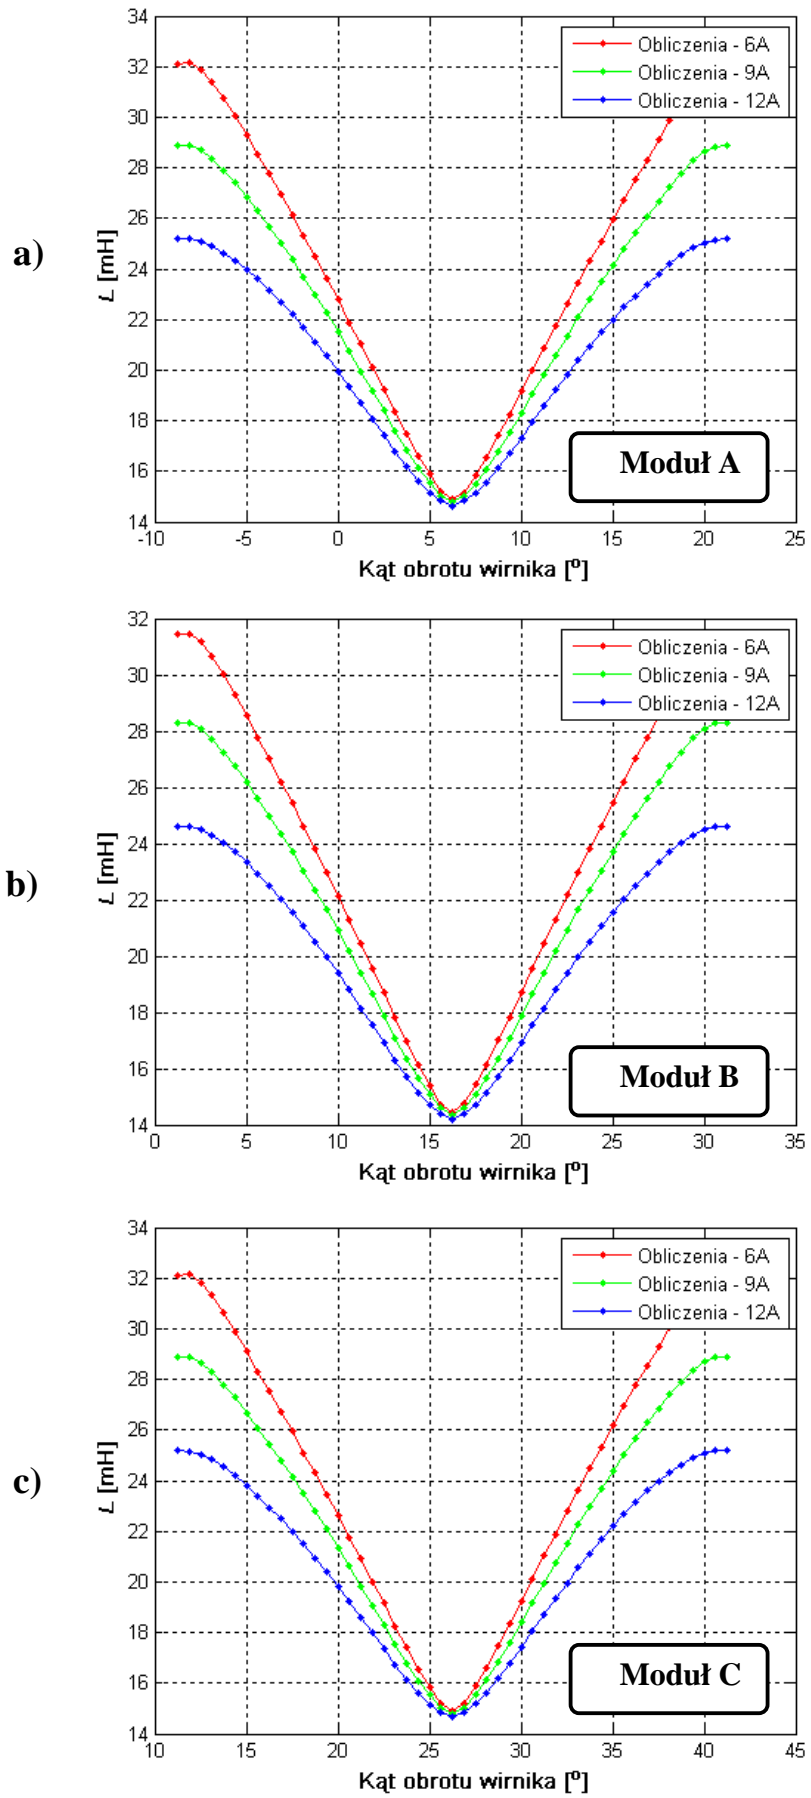 a)
34
32
30
28
26
24
22
20
18
16
14
L [mH]
Obliczenia - 6A
Obliczenia - 9A
Obliczenia - 12A
Moduł A
-10 -5 0 5 10 15 20 25
Kąt obrotu wirnika [º]
b)
32
30
28
26
24
22
20
18
16
14
L [mH]
Obliczenia - 6A
Obliczenia - 9A
Obliczenia - 12A
Moduł B
0 5 10 15 20 25 30 35
Kąt obrotu wirnika [º]
c)
34
32
30
28
26
24
22
20
18
16
14
L [mH]
Obliczenia - 6A
Obliczenia - 9A
Obliczenia - 12A
Moduł C
10 15 20 25 30 35 40 45
Kąt obrotu wirnika [º]